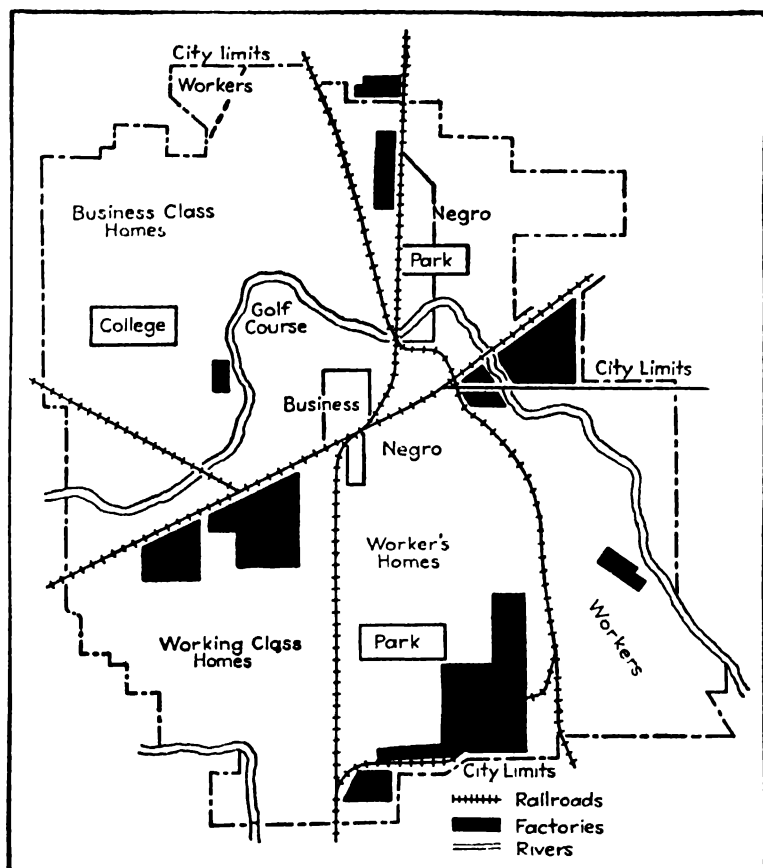 City limits
Workers
Business Class
Homes
Negro
Park
College
Golf
Course
City Limits
Business
Negro
Worker's
Homes
Workers
Working Class
Homes
Park
City Limits
Railroads
Factories
Rivers